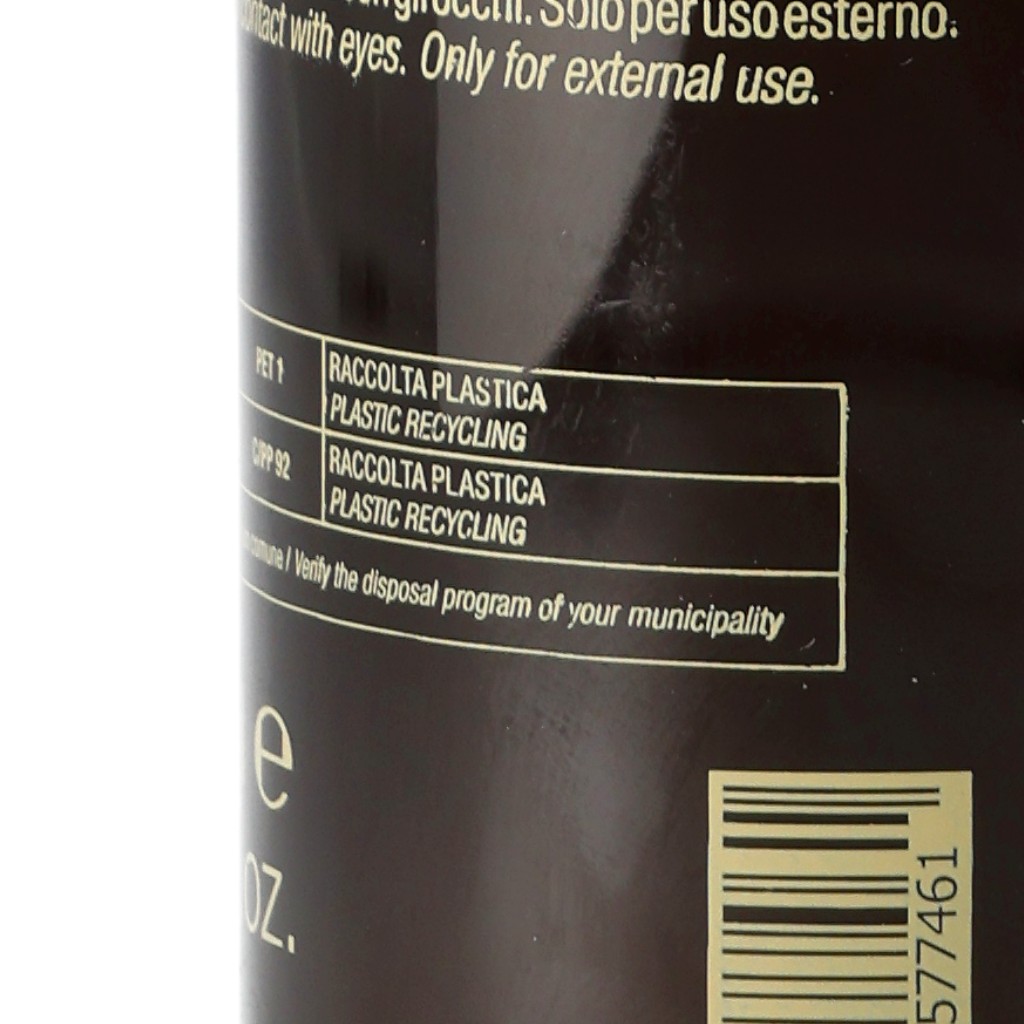 Solo per uso esterno.
contact with eyes. Only for external use.
PET 1
RACCOLTA PLASTICA
PLASTIC RECYCLING
C/PP 92
RACCOLTA PLASTICA
PLASTIC RECYCLING
comune / Verify the disposal program of your municipality
e
oz.
577461